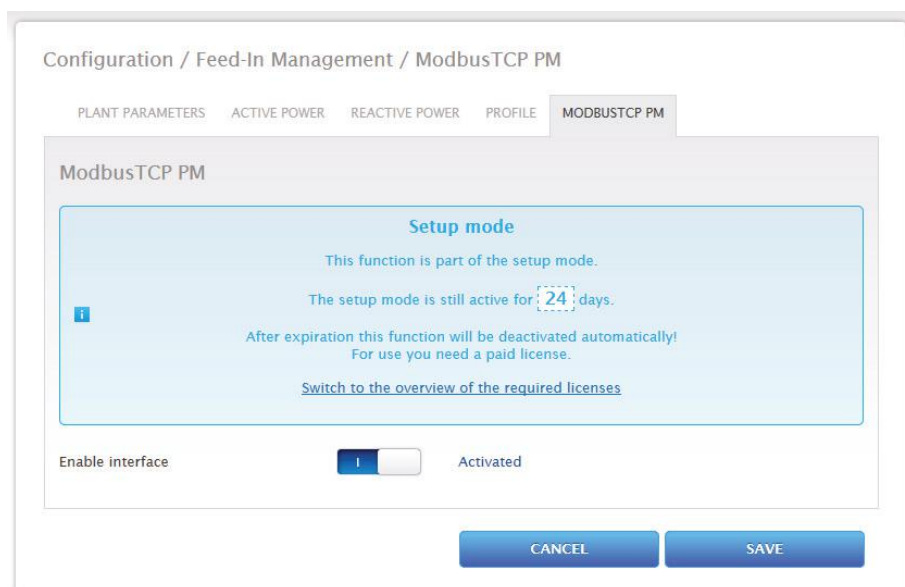 Configuration / Feed-In Management / ModbusTCP PM
PLANT PARAMETERS ACTIVE POWER REACTIVE POWER PROFILE MODBUSTCP PM
ModbusTCP PM
Setup mode
This function is part of the setup mode.
The setup mode is still active for 24 days.
i
After expiration this function will be deactivated automatically!
For use you need a paid license.
Switch to the overview of the required licenses
Enable interface I Activated
CANCEL SAVE